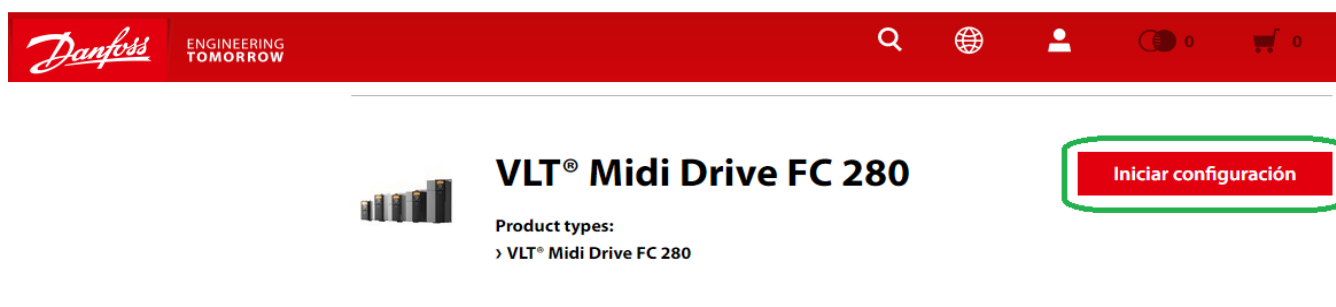 Danfoss
ENGINEERING
TOMORROW
0
0
VLT® Midi Drive FC 280
Iniciar configuración
Product types:
› VLT® Midi Drive FC 280